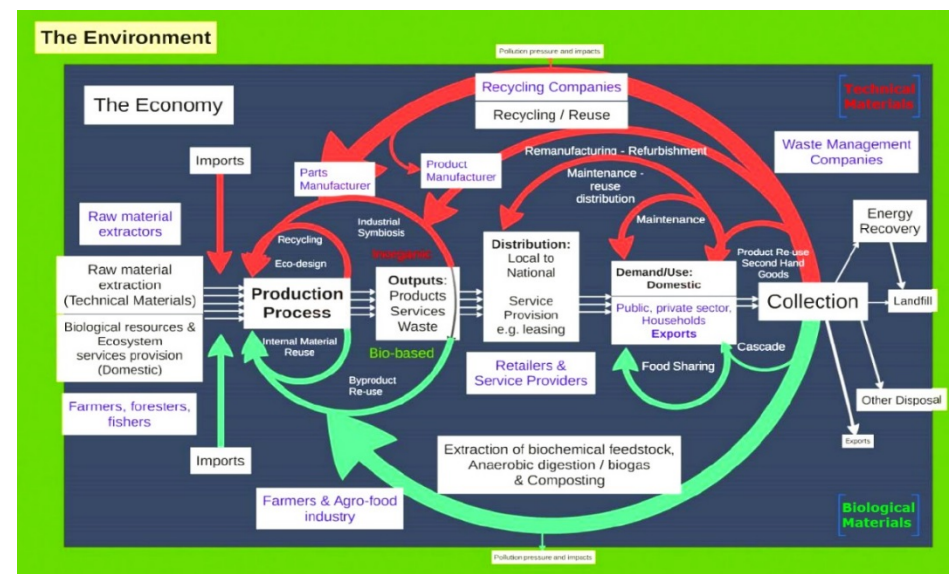 The Environment
Pollution pressure and impacts
The Economy
Recycling Companies
Recycling / Reuse
Technical
Materials
Imports
Parts
Manufacturer
Product
Manufacturer
Remanufacturing - Refurbishment
Maintenance -
reuse
distribution
Waste Management
Companies
Raw material
extractors
Recycling
Eco-design
Industrial
Symbiosis
Inorganic
Maintenance
Energy
Recovery
Raw material
extraction
(Technical Materials)
Biological resources &
Ecosystem
services provision
(Domestic)
Production
Process
Outputs:
Products
Services
Waste
Distribution:
Local to
National
Service
Provision
e.g. leasing
Demand/Use:
Domestic
Public, private sector,
Households
Exports
Product Re-use
Second Hand
Goods
Collection
Landfill
Internal Material
Reuse
Bio-based
Byproduct
Re-use
Retailers &
Service Providers
Food Sharing
Cascade
Other Disposal
Exports
Farmers, foresters,
fishers
Imports
Extraction of biochemical feedstock,
Anaerobic digestion / biogas
& Composting
Farmers & Agro-food
industry
Biological
Materials
Pollution pressure and impacts